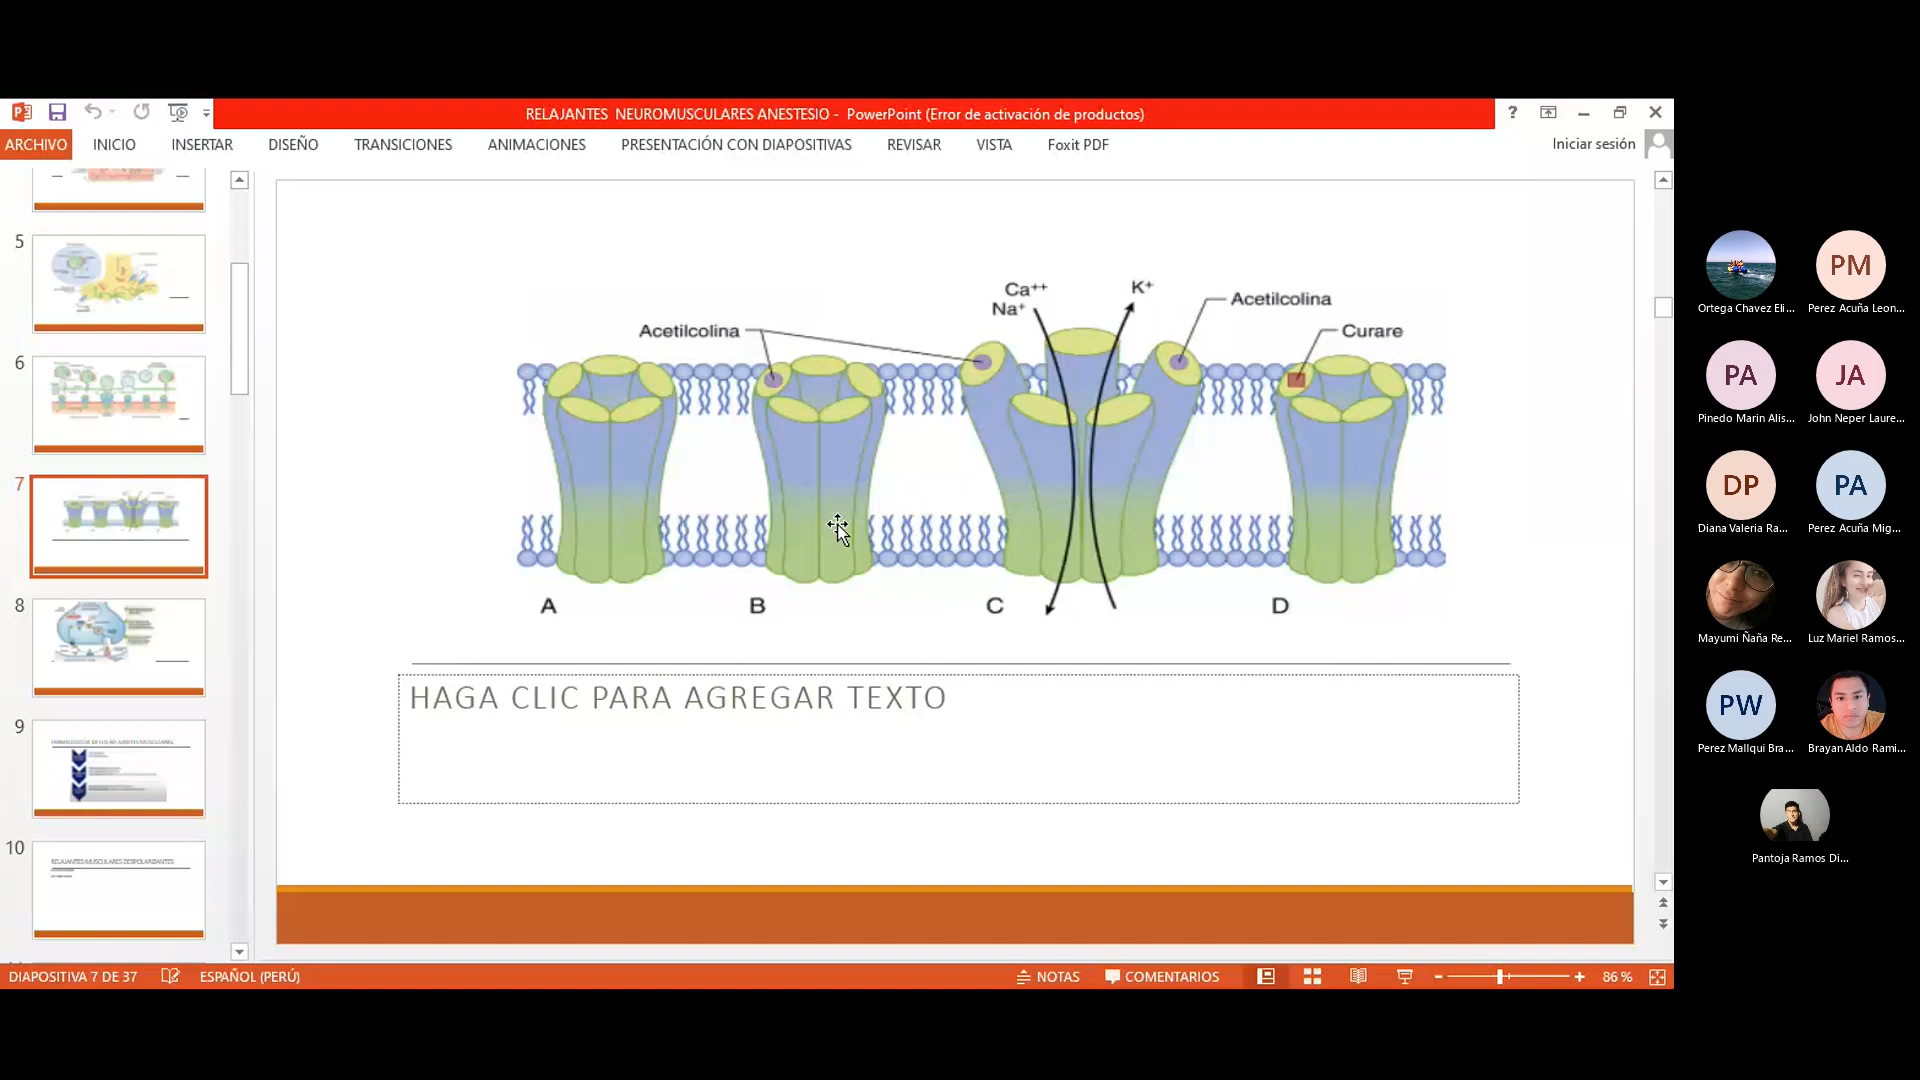 RELAJANTES NEUROMUSCULARES ANESTESIO - PowerPoint (Error de activación de productos)
?
ARCHIVO INICIO INSERTAR DISEÑO TRANSICIONES ANIMACIONES PRESENTACIÓN CON DIAPOSITIVAS REVISAR VISTA Foxit PDF Iniciar sesión
5
6
7
8
9
10
RELAJANTES MUSCULARES DESPOLARIZANTES
Acetilcolina
Ca++
Na+
K+
Acetilcolina
Curare
A B C D
HAGA CLIC PARA AGREGAR TEXTO
DIAPOSITIVA 7 DE 37 ESPAÑOL (PERÚ) NOTAS COMENTARIOS 86 %
Ortega Chavez Eli...
PM
Perez Acuña Leon...
PA
Pinedo Marin Alis...
JA
John Neper Laure...
DP
Diana Valeria Ra...
PA
Perez Acuña Mig...
Mayumi Ñaña Re...
Luz Mariel Ramos...
PW
Perez Mallqui Bra...
Brayan Aldo Rami...
Pantoja Ramos Di...